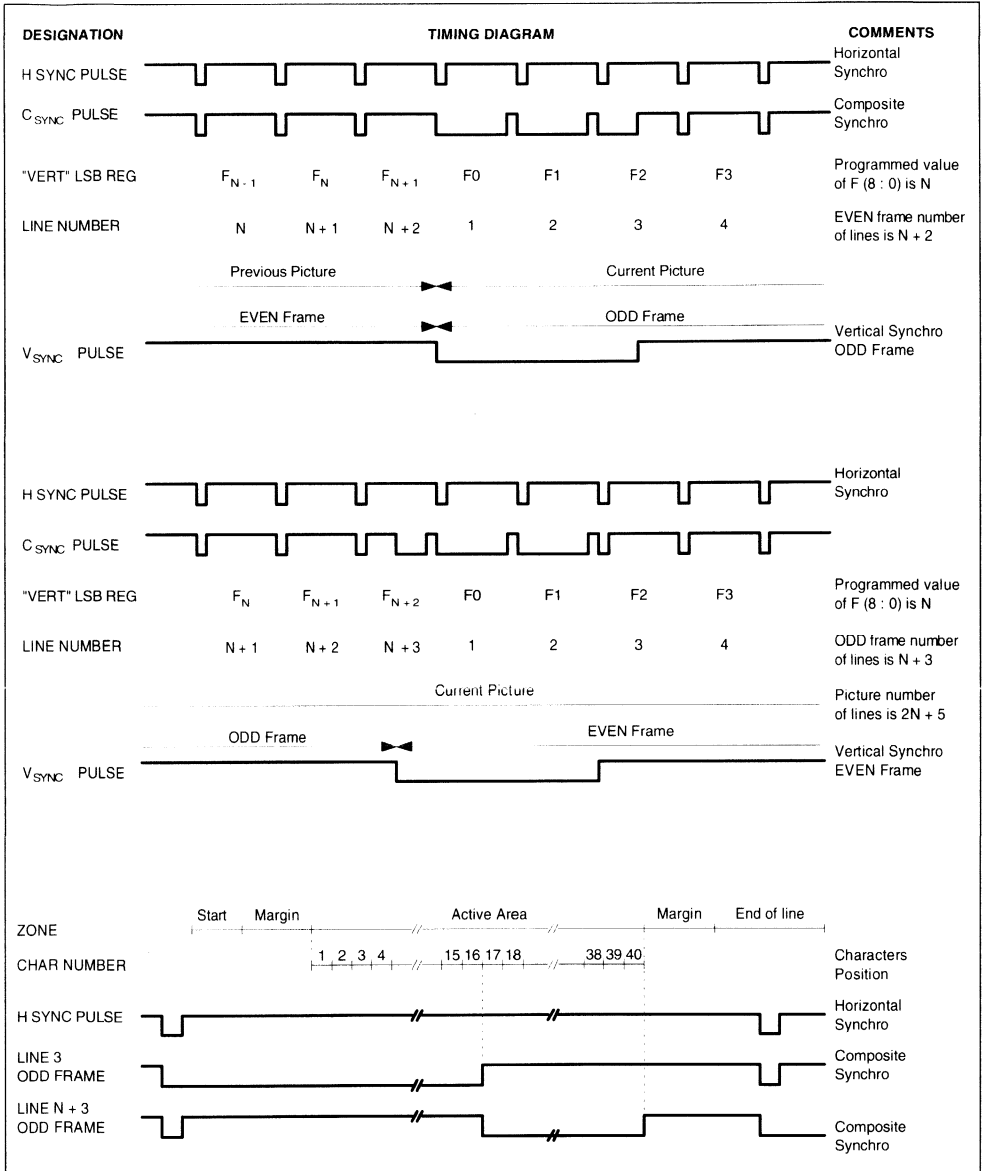 DESIGNATION TIMING DIAGRAM COMMENTS
H SYNC PULSE Horizontal Synchro
C SYNC PULSE Composite Synchro
"VERT" LSB REG F N - 1 F N F N + 1 F0 F1 F2 F3 Programmed value of F (8 : 0) is N
LINE NUMBER N N + 1 N + 2 1 2 3 4 EVEN frame number of lines is N + 2
Previous Picture Current Picture
EVEN Frame ODD Frame
V SYNC PULSE Vertical Synchro ODD Frame
H SYNC PULSE Horizontal Synchro
C SYNC PULSE
"VERT" LSB REG F N F N + 1 F N + 2 F0 F1 F2 F3 Programmed value of F (8 : 0) is N
LINE NUMBER N + 1 N + 2 N + 3 1 2 3 4 ODD frame number of lines is N + 3
Current Picture Picture number of lines is 2N + 5
ODD Frame EVEN Frame
V SYNC PULSE Vertical Synchro EVEN Frame
ZONE Start Margin Active Area Margin End of line
CHAR NUMBER 1 2 3 4 15 16 17 18 38 39 40 Characters Position
H SYNC PULSE Horizontal Synchro
LINE 3 ODD FRAME Composite Synchro
LINE N + 3 ODD FRAME Composite Synchro